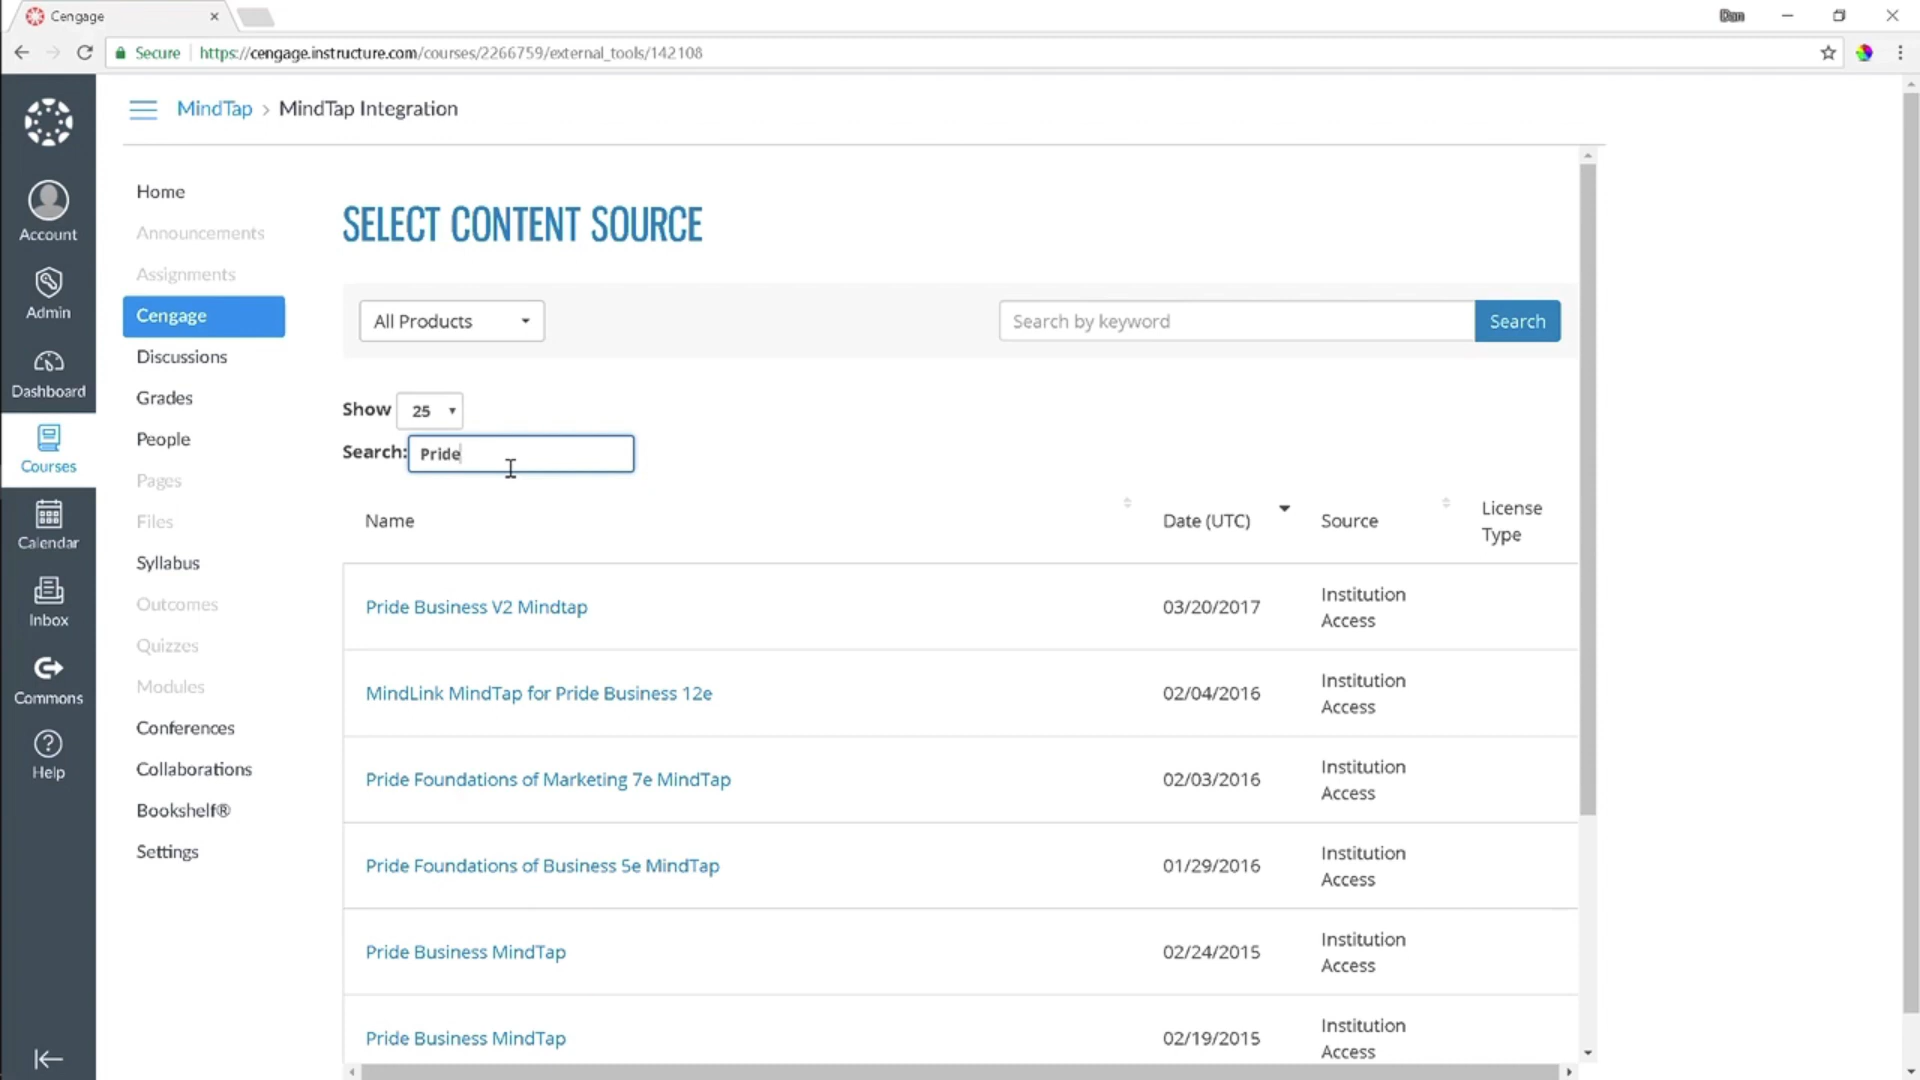 Cengage
Dan
Secure
https://cengage.instructure.com/courses/2266759/external_tools/142108
MindTap > MindTap Integration
Account
Admin
Dashboard
Courses
Calendar
Inbox
Commons
Help
Home
Announcements
Assignments
Cengage
Discussions
Grades
People
Pages
Files
Syllabus
Outcomes
Quizzes
Modules
Conferences
Collaborations
Bookshelf®
Settings
SELECT CONTENT SOURCE
All Products
Search by keyword
Search
Show 25
Search: Pride
Name
Date (UTC)
Source
License
Type
Pride Business V2 Mindtap
03/20/2017
Institution
Access
MindLink MindTap for Pride Business 12e
02/04/2016
Institution
Access
Pride Foundations of Marketing 7e MindTap
02/03/2016
Institution
Access
Pride Foundations of Business 5e MindTap
01/29/2016
Institution
Access
Pride Business MindTap
02/24/2015
Institution
Access
Pride Business MindTap
02/19/2015
Institution
Access